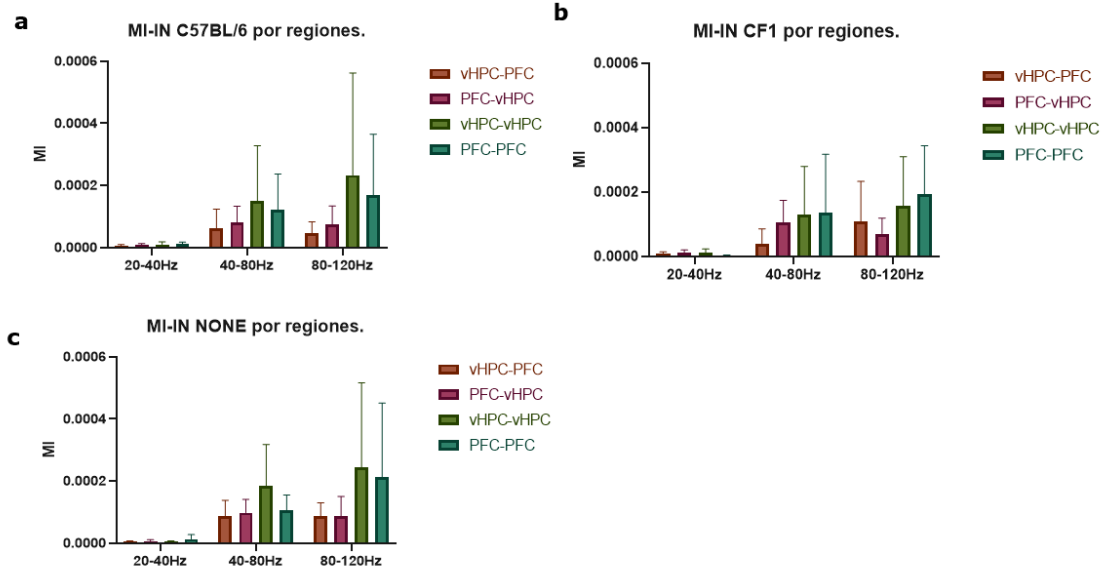 a
MI-IN C57BL/6 por regiones.
0.0006
0.0004
0.0002
0.0000
MI
20-40Hz
40-80Hz
80-120Hz
vHPC-PFC
PFC-vHPC
vHPC-vHPC
PFC-PFC
b
MI-IN CF1 por regiones.
0.0006
0.0004
0.0002
0.0000
MI
20-40Hz
40-80Hz
80-120Hz
vHPC-PFC
PFC-vHPC
vHPC-vHPC
PFC-PFC
c
MI-IN NONE por regiones.
0.0006
0.0004
0.0002
0.0000
MI
20-40Hz
40-80Hz
80-120Hz
vHPC-PFC
PFC-vHPC
vHPC-vHPC
PFC-PFC